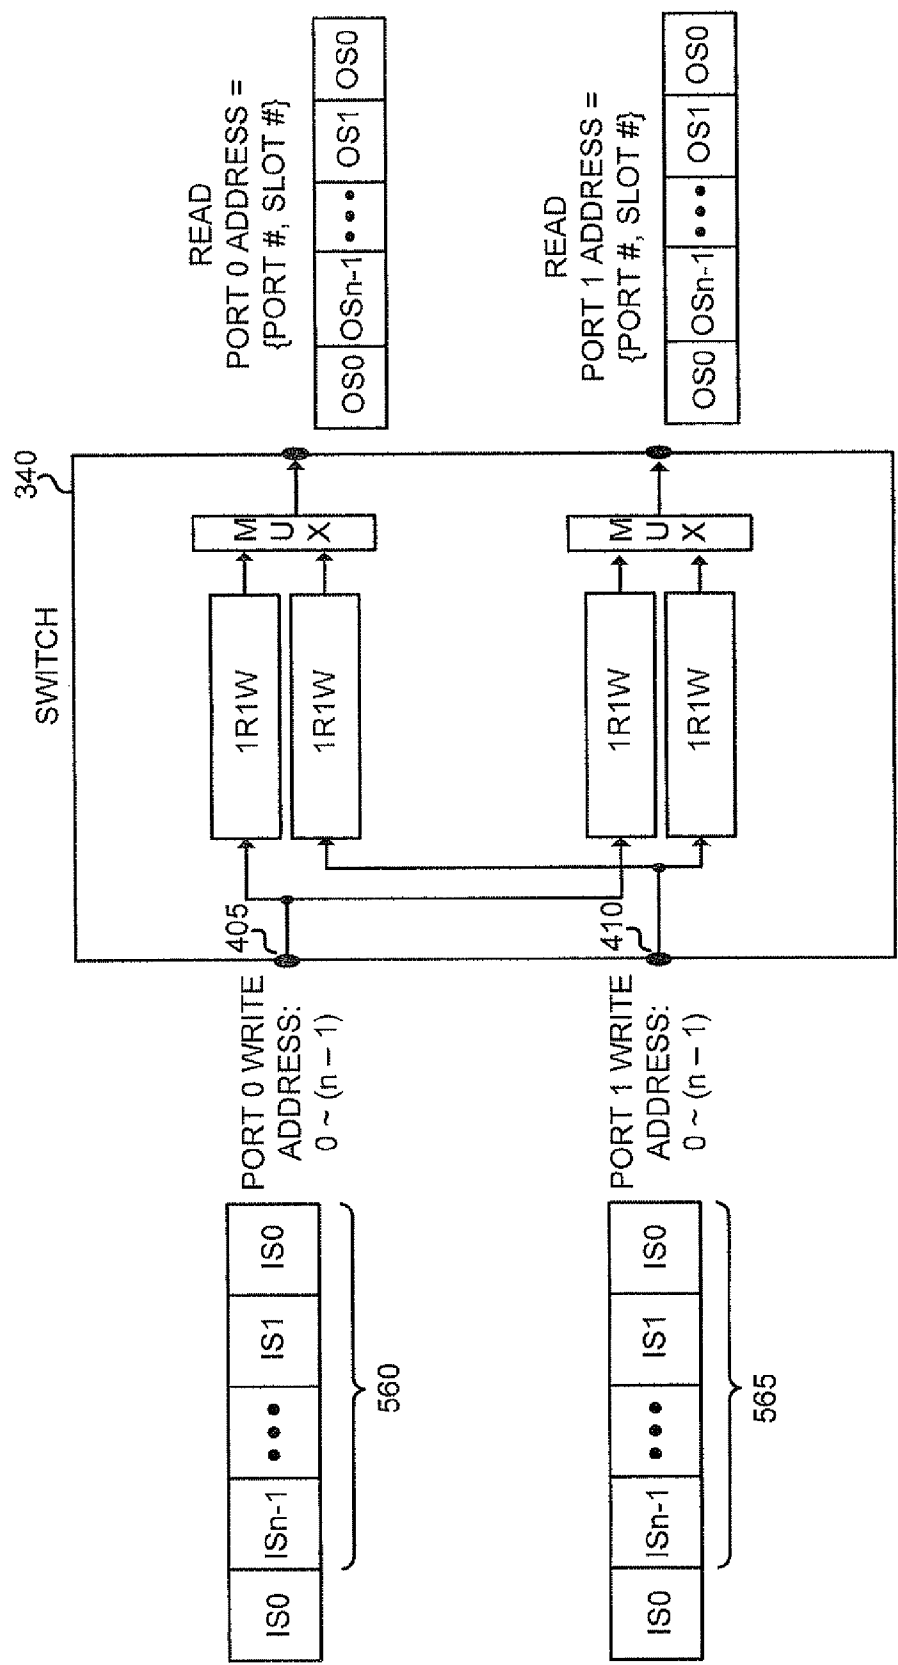 SWITCH
340
IS0
ISn-1
•••
IS1
IS0
560
PORT 0 WRITE
ADDRESS:
0 ~ (n – 1)
405
1R1W
1R1W
MUX
READ
PORT 0 ADDRESS =
{PORT #, SLOT #}
OS0
OSn-1
•••
OS1
OS0
IS0
ISn-1
•••
IS1
IS0
565
PORT 1 WRITE
ADDRESS:
0 ~ (n – 1)
410
1R1W
1R1W
MUX
READ
PORT 1 ADDRESS =
{PORT #, SLOT #}
OS0
OSn-1
•••
OS1
OS0